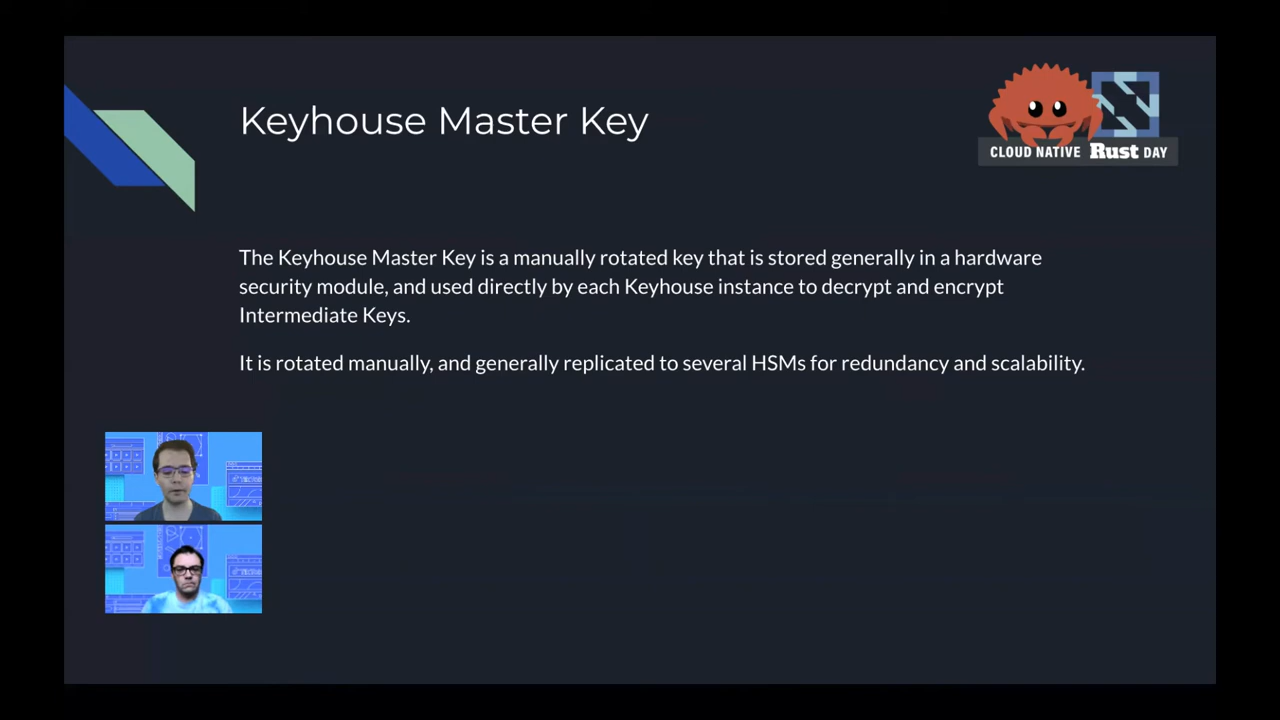 Keyhouse Master Key
CLOUD NATIVE Rust DAY
The Keyhouse Master Key is a manually rotated key that is stored generally in a hardware
security module, and used directly by each Keyhouse instance to decrypt and encrypt
Intermediate Keys.
It is rotated manually, and generally replicated to several HSMs for redundancy and scalability.